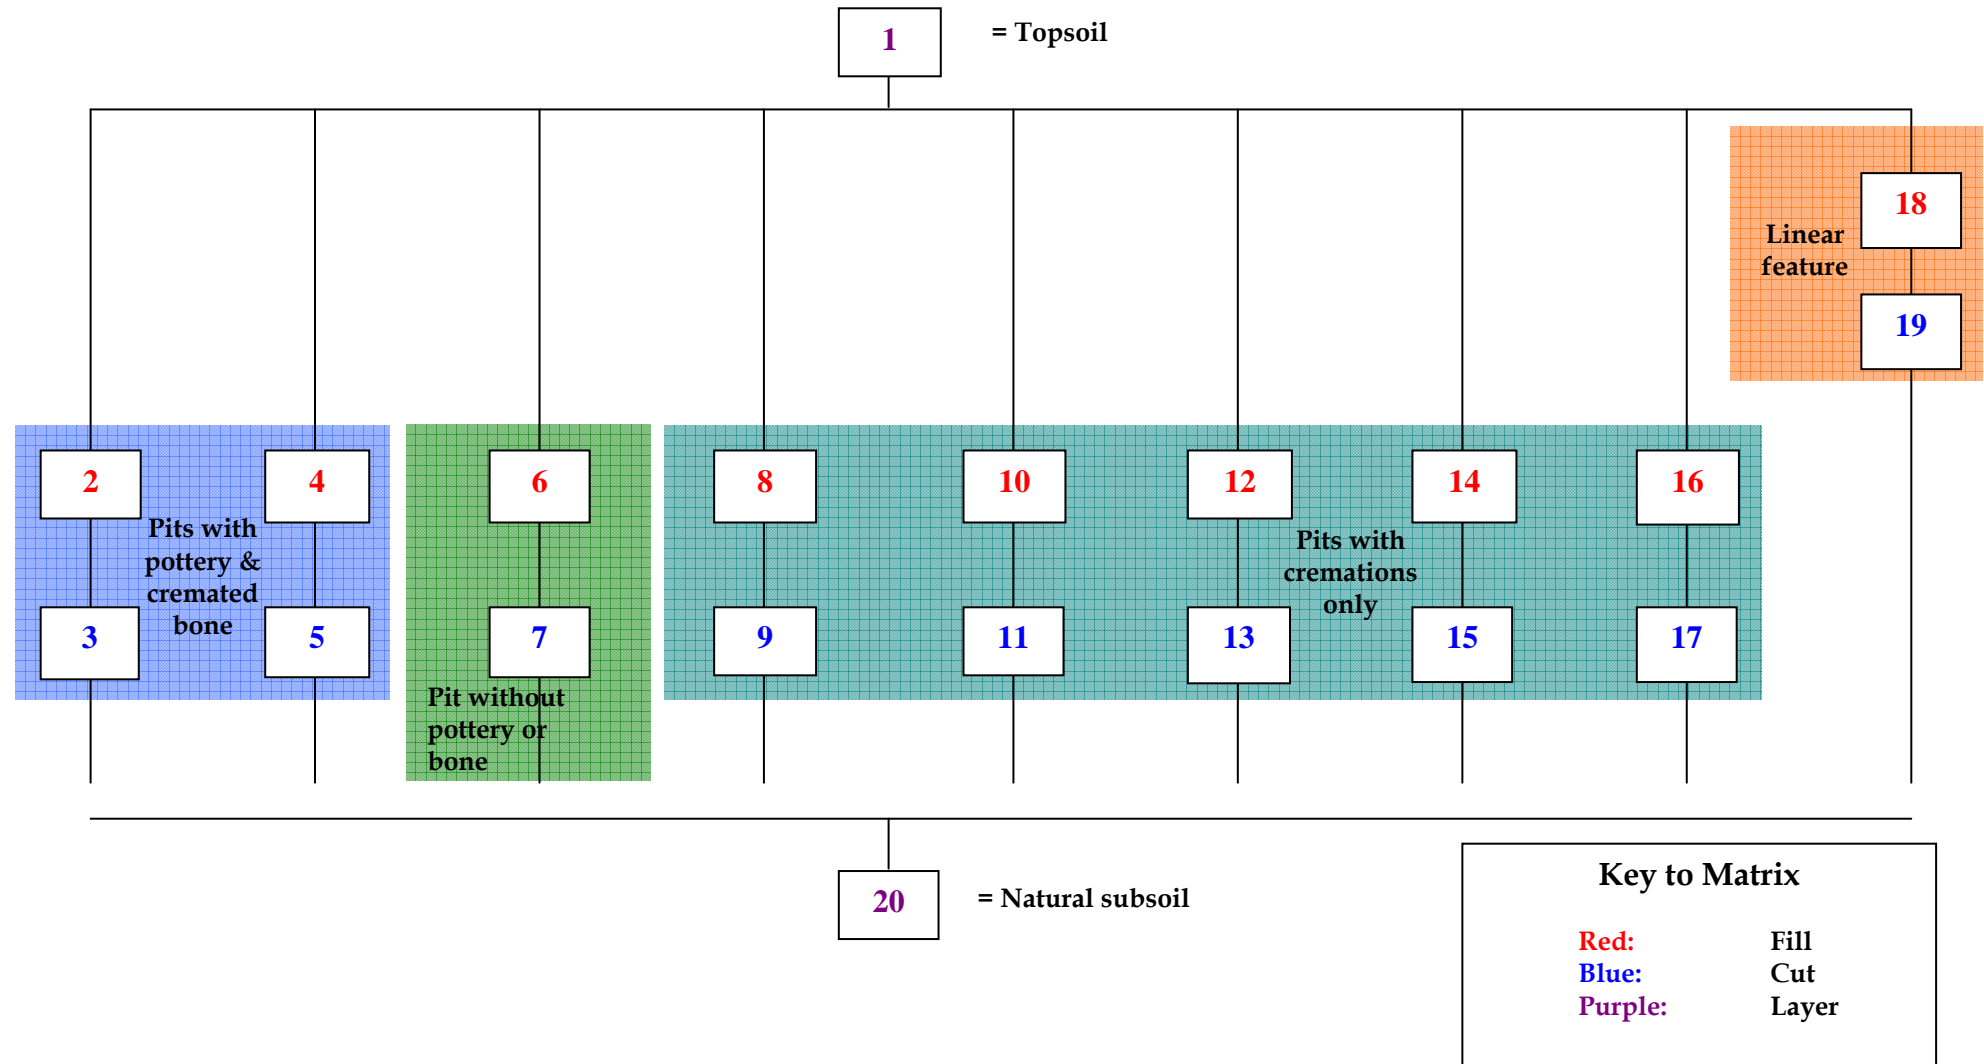 1 = Topsoil
18
Linear
feature
19
2 4 6 8 10 12 14 16
Pits with
pottery &
cremated
bone
Pits with
cremations
only
3 5 7 9 11 13 15 17
Pit without
pottery or
bone
20 = Natural subsoil
Key to Matrix
Red: Fill
Blue: Cut
Purple: Layer